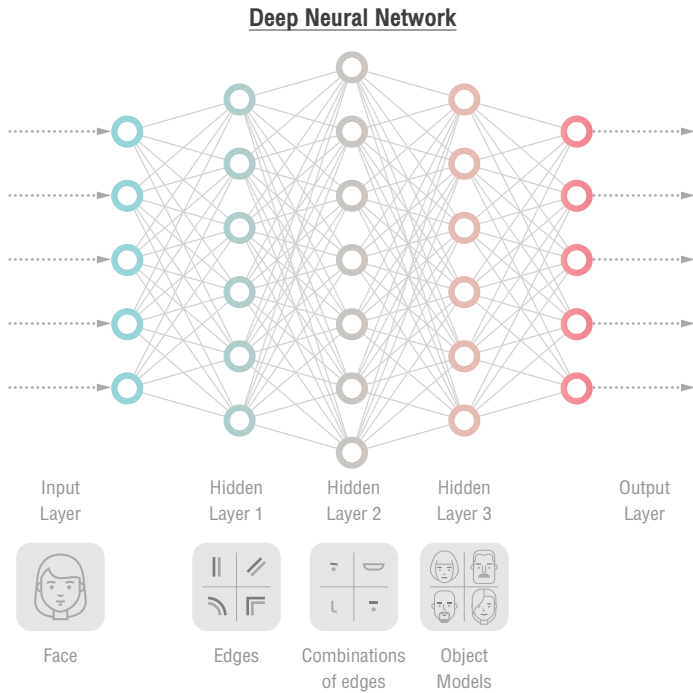 Deep Neural Network
Input
Layer
Hidden
Layer 1
Hidden
Layer 2
Hidden
Layer 3
Output
Layer
Face
Edges
Combinations
of edges
Object
Models